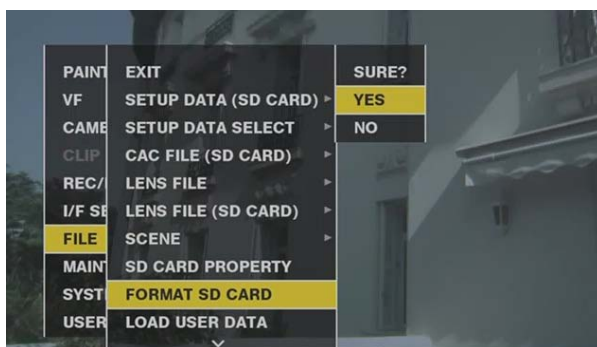 PAINT
VF
CAME
CLIP
REC/
I/F SE
FILE
MAIN
SYST
USER
EXIT
SETUP DATA (SD CARD)
SETUP DATA SELECT
CAC FILE (SD CARD)
LENS FILE
LENS FILE (SD CARD)
SCENE
SD CARD PROPERTY
FORMAT SD CARD
LOAD USER DATA
SURE?
YES
NO